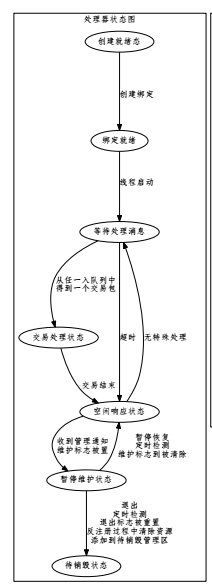 处理器状态图
创建就绪态
创建绑定
绑定就绪
线程启动
等待处理消息
从任一入队列中
得到一个交易包
交易处理状态
超时
无特殊处理
交易结束
空闲响应状态
收到管理通知
维护标志被置
暂停恢复
定时检测
维护标志到被清除
暂停维护状态
退出
定时检测
退出标志被重置
反注册过程中清除资源
添加到待销毁管理区
待销毁状态